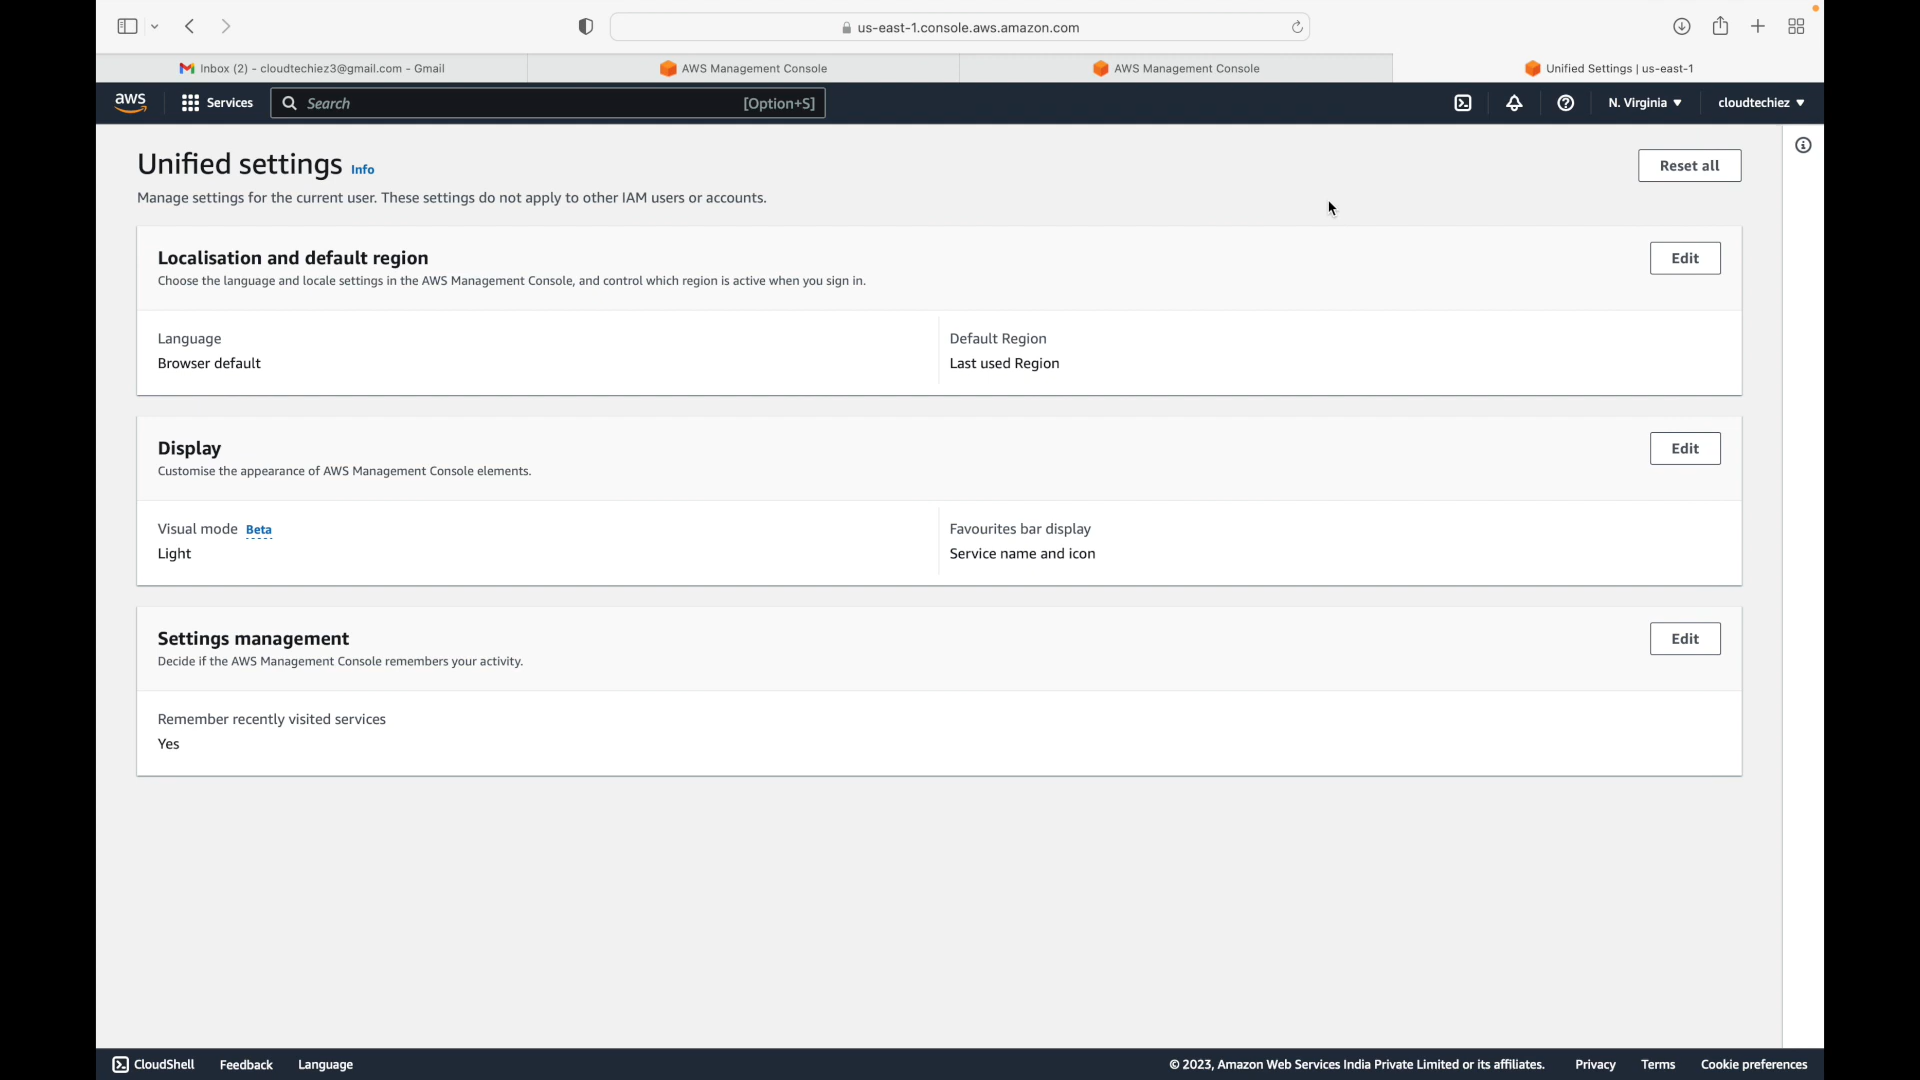 us-east-1.console.aws.amazon.com
Inbox (2) - cloudtechiez3@gmail.com - Gmail
AWS Management Console
AWS Management Console
Unified Settings | us-east-1
aws
Services
Search
[Option+S]
N. Virginia
cloudtechiez
Unified settings Info
Reset all
Manage settings for the current user. These settings do not apply to other IAM users or accounts.
Localisation and default region
Edit
Choose the language and locale settings in the AWS Management Console, and control which region is active when you sign in.
Language
Browser default
Default Region
Last used Region
Display
Edit
Customise the appearance of AWS Management Console elements.
Visual mode Beta
Light
Favourites bar display
Service name and icon
Settings management
Edit
Decide if the AWS Management Console remembers your activity.
Remember recently visited services
Yes
CloudShell
Feedback
Language
© 2023, Amazon Web Services India Private Limited or its affiliates.
Privacy
Terms
Cookie preferences